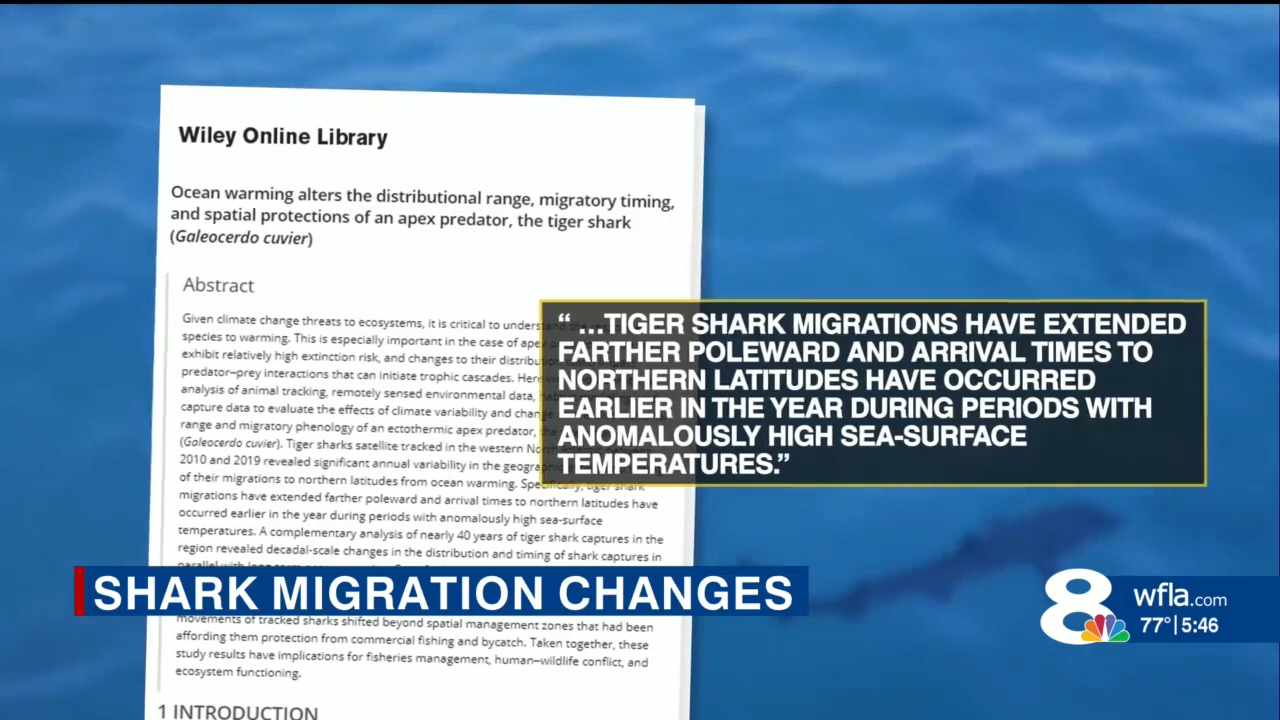 Wiley Online Library
Ocean warming alters the distributional range, migratory timing,
and spatial protections of an apex predator, the tiger shark
(Galeocerdo cuvier)
Abstract
Given climate change threats to ecosystems, it is critical to understand
species to warming. This is especially important in the case of apex
exhibit relatively high extinction risk, and changes to their distribution
predator–prey interactions that can initiate trophic cascades. Here
analysis of animal tracking, remotely sensed environmental data,
capture data to evaluate the effects of climate variability and change
range and migratory phenology of an ectothermic apex predator,
(Galeocerdo cuvier). Tiger sharks satellite tracked in the western
2010 and 2019 revealed significant annual variability in the
of their migrations to northern latitudes from ocean warming. Specifically, tiger shark
migrations have extended farther poleward and arrival times to northern latitudes have
occurred earlier in the year during periods with anomalously high sea-surface
temperatures. A complementary analysis of nearly 40 years of tiger shark captures in the
region revealed decadal-scale changes in the distribution and timing of shark captures in
movements of tracked sharks shifted beyond spatial management zones that had been
affording them protection from commercial fishing and bycatch. Taken together, these
study results have implications for fisheries management, human–wildlife conflict, and
ecosystem functioning.
1 INTRODUCTION
“ ...TIGER SHARK MIGRATIONS HAVE EXTENDED
FARTHER POLEWARD AND ARRIVAL TIMES TO
NORTHERN LATITUDES HAVE OCCURRED
EARLIER IN THE YEAR DURING PERIODS WITH
ANOMALOUSLY HIGH SEA-SURFACE
TEMPERATURES.”
SHARK MIGRATION CHANGES
8
wfla.com
77° | 5:46